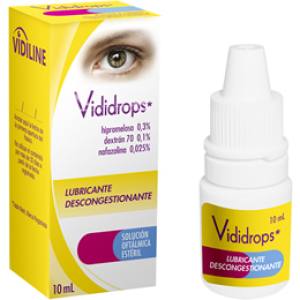 VIDILINE
Vididrops*
hipromelosa 0,3%
dextrán 70 0,1%
nafazolina 0,025%
LUBRICANTE
DESCONGESTIONANTE
SOLUCIÓN
OFTÁLMICA
ESTÉRIL
10 mL
10 mL
Vididrops*
LUBRICANTE
DESCONGESTIONANTE